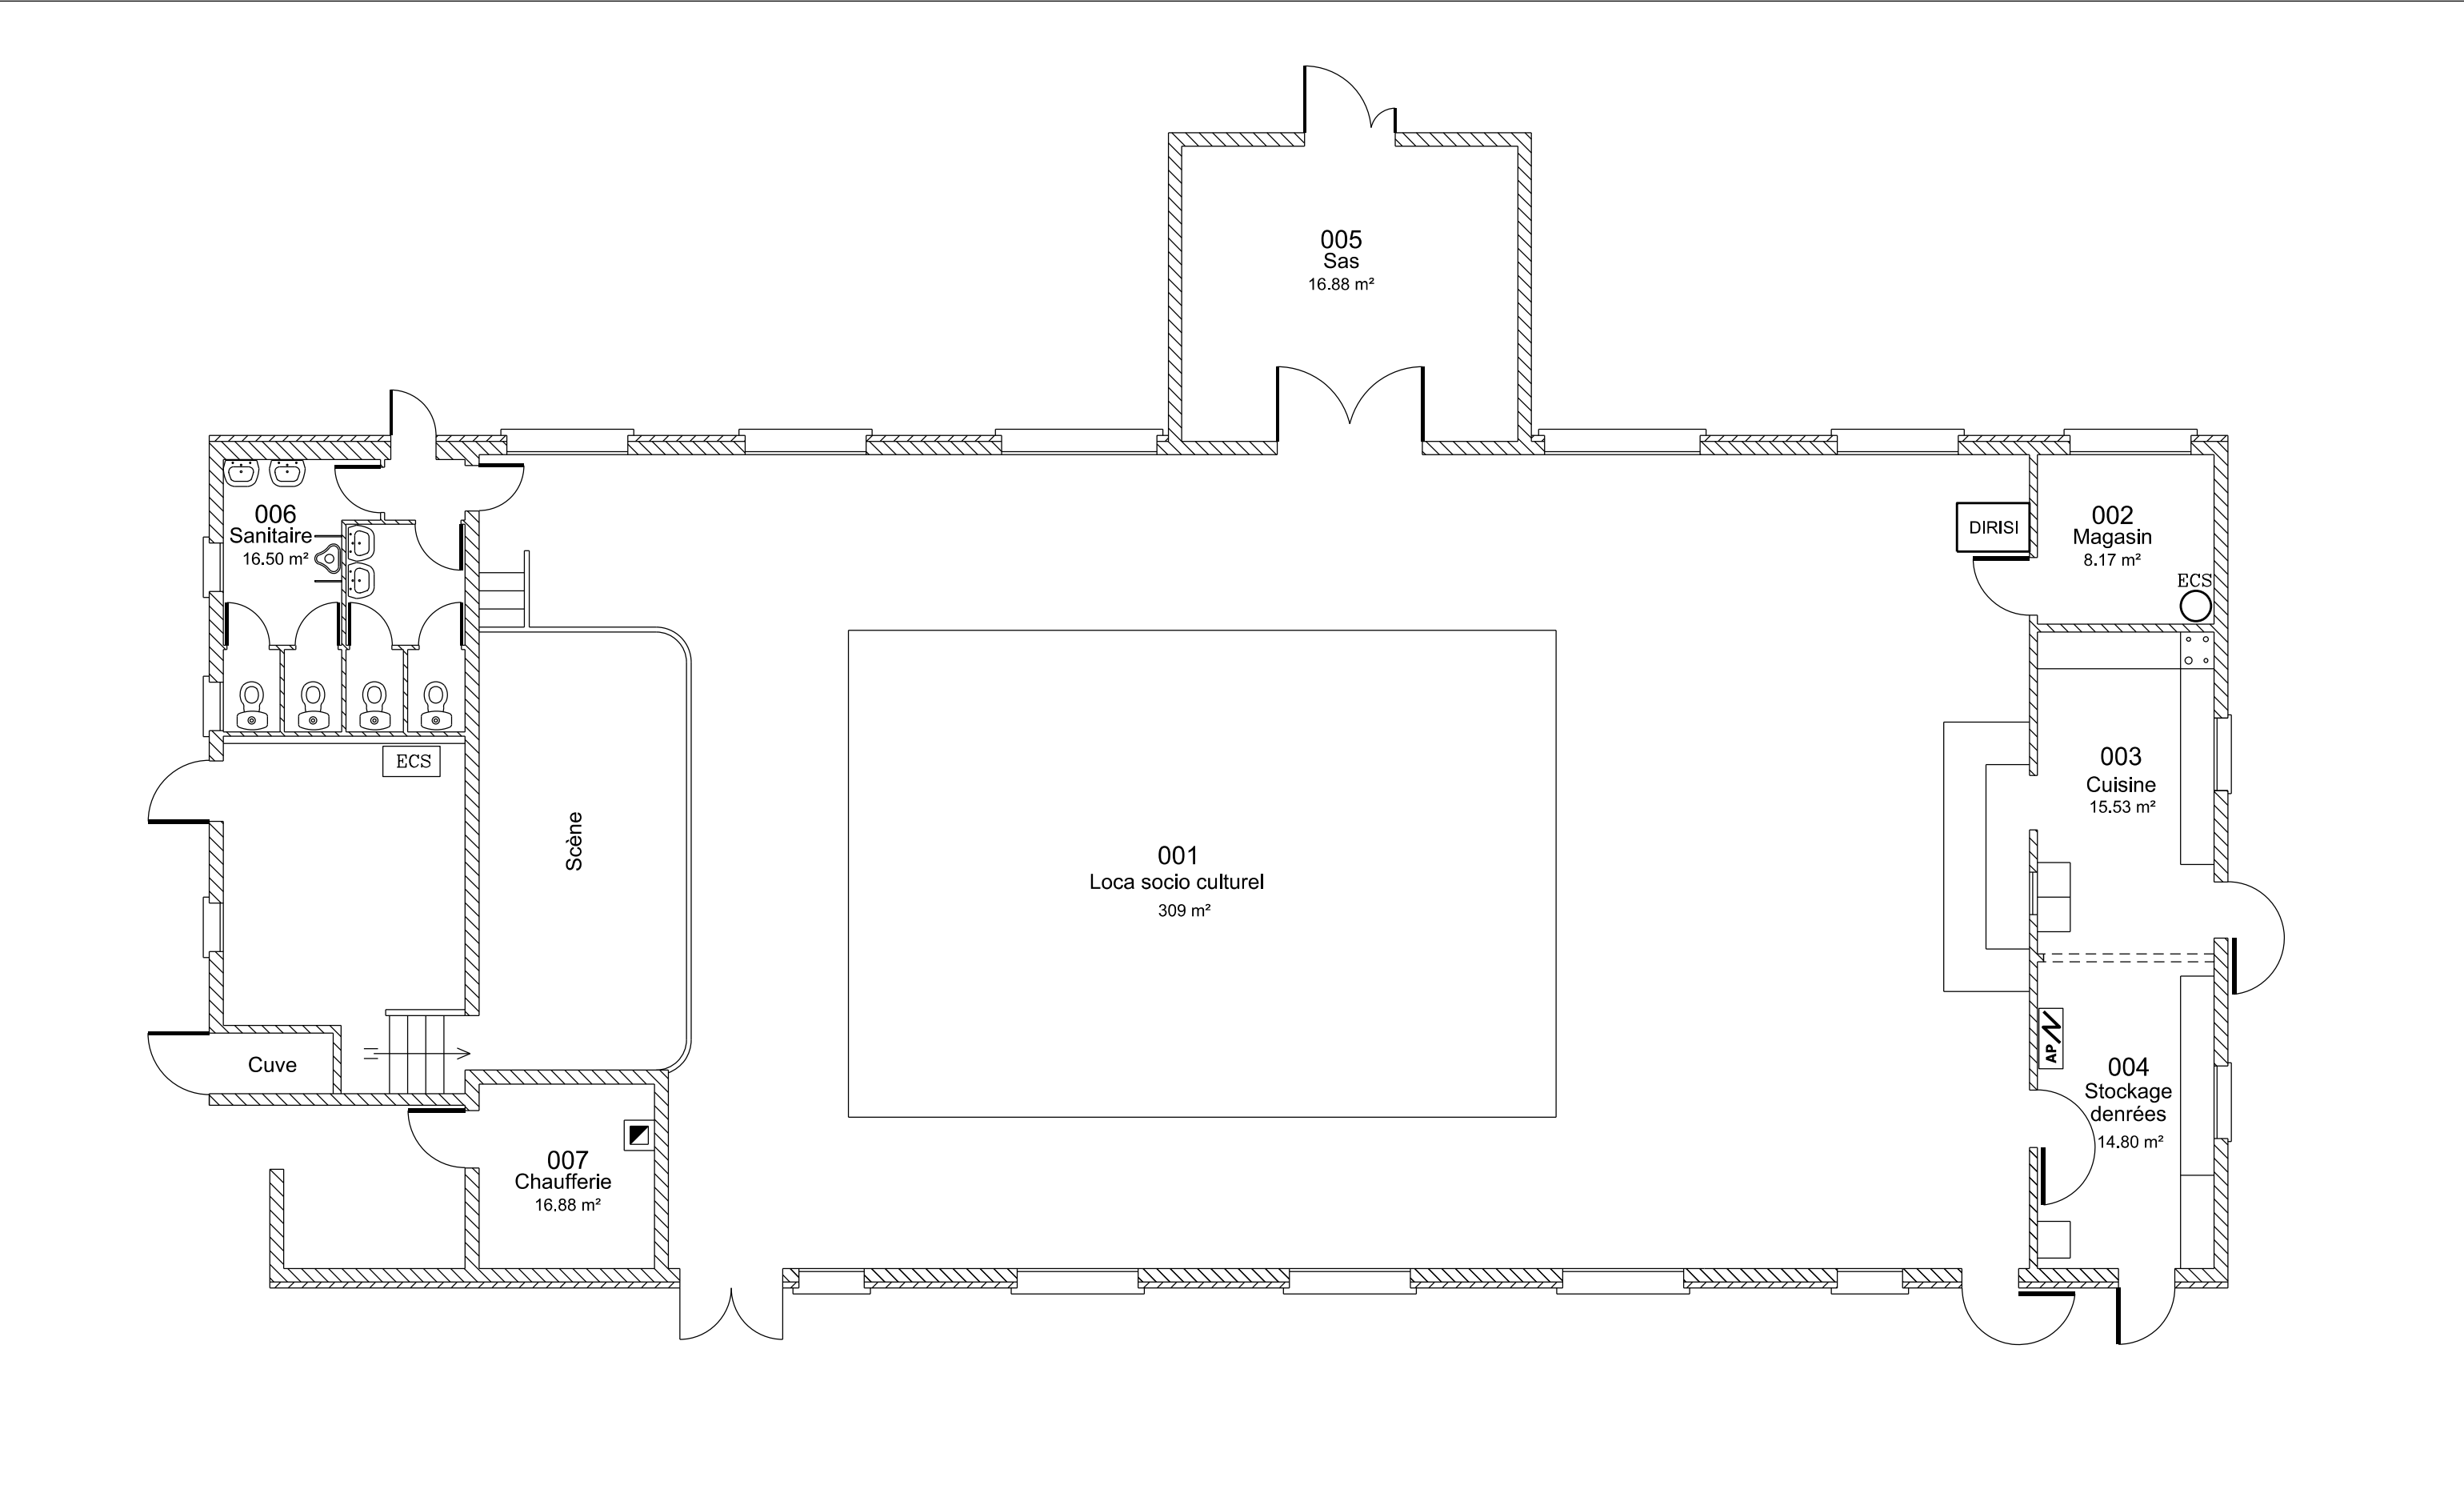 005
Sas
16.88 m²
006
Sanitaire
16.50 m²
DIRISI
002
Magasin
8.17 m²
ECS
ECS
003
Cuisine
15.53 m²
Scène
001
Loca socio culturel
309 m²
Cuve
AP
004
Stockage
denrées
14.80 m²
007
Chaufferie
16.88 m²